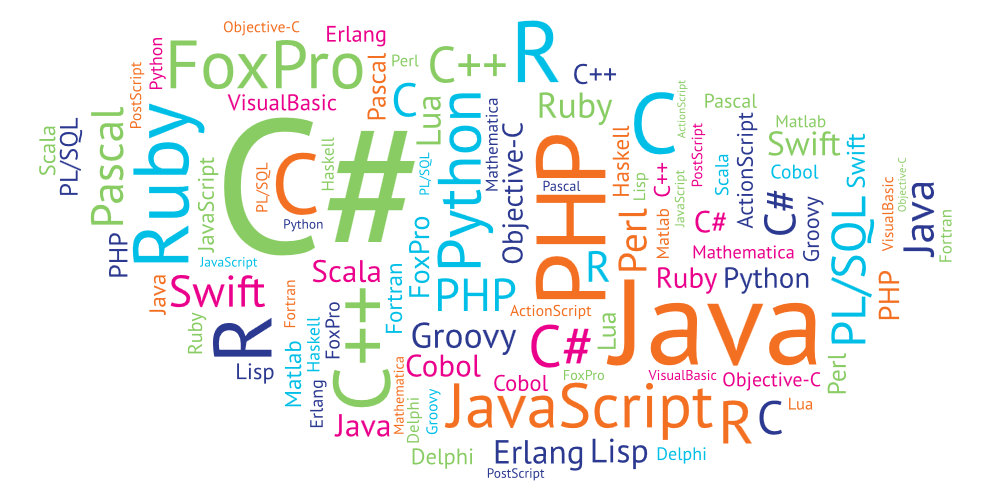 Objective-C
Erlang
R
Python
FoxPro
Pascal
Perl
C++
C++
PostScript
VisualBasic
C
Lua
Python
Mathematica
Ruby
C
ActionScript
Pascal
Scala
PL/SQL
Pascal
Ruby
JavaScript
C#
PL/SQL
C
Haskell
PL/SQL
Python
Objective-C
PHP
Pascal
Haskell
Lisp
C++
PostScript
JavaScript
Scala
ActionScript
Matlab
Swift
Cobol
C#
Groovy
Swift
PL/SQL
VisualBasic
Objective-C
Java
Fortran
PHP
JavaScript
FoxPro
Perl
Matlab
C#
Mathematica
R
Ruby
Python
Java
Swift
Fortran
Scala
C++
Fortran
PHP
ActionScript
Java
PHP
Ruby
R
Lisp
Matlab
Haskell
FoxPro
Groovy
C#
Lua
Cobol
Cobol
FoxPro
VisualBasic
Objective-C
Perl
Erlang
Java
Mathematica
Delphi
Groovy
JavaScript
R
C
Lua
Delphi
Erlang
Lisp
Delphi
PostScript